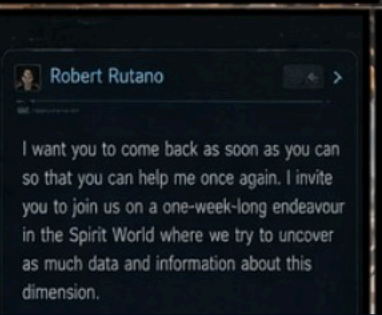 Robert Rutano
I want you to come back as soon as you can
so that you can help me once again. I invite
you to join us on a one-week-long endeavour
in the Spirit World where we try to uncover
as much data and information about this
dimension.